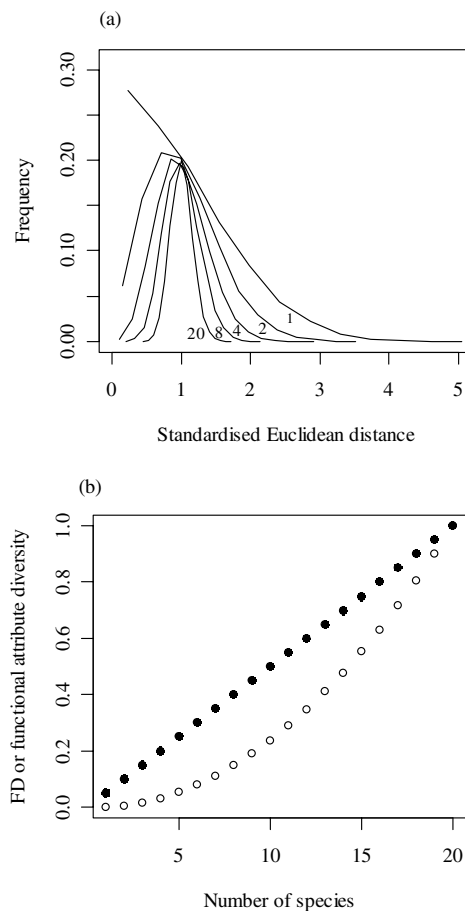 (a)
0.30
0.20
0.10
0.00
Frequency
20 8 4 2 1
0 1 2 3 4 5
Standardised Euclidean distance
(b)
1.0
0.8
0.6
0.4
0.2
0.0
FD or functional attribute diversity
5 10 15 20
Number of species